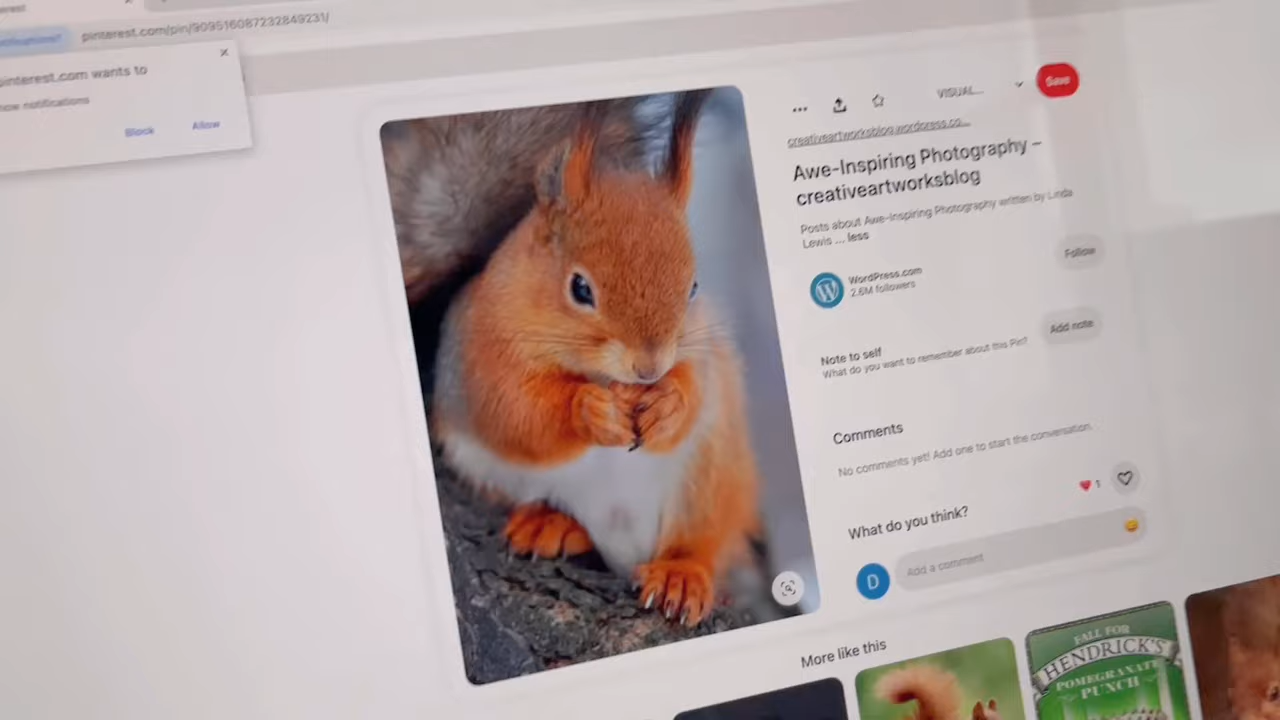 pinterest.com/pin/909516087232849231/
pinterest.com wants to
notifications
Block
Allow
VISUAL...
Save
creativeartworksblog.wordpress.co...
Awe-Inspiring Photography –
creativeartworksblog
Posts about Awe-Inspiring Photography written by Linda
Lewis ... less
WordPress.com
2.6M followers
Follow
Note to self
What do you want to remember about this Pin?
Add note
Comments
No comments yet! Add one to start the conversation.
1
What do you think?
D
Add a comment
More like this
FALL FOR
HENDRICK'S
POMEGRANATE
PUNCH